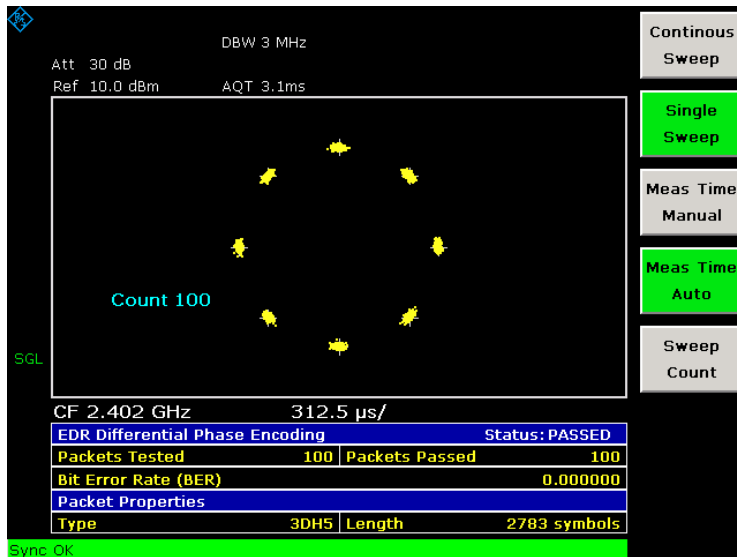 DBW 3 MHz
Att 30 dB
Ref 10.0 dBm AQT 3.1ms
Count 100
SGL
CF 2.402 GHz 312.5 µs/
EDR Differential Phase Encoding Status: PASSED
Packets Tested 100 Packets Passed 100
Bit Error Rate (BER) 0.000000
Packet Properties
Type 3DH5 Length 2783 symbols
Sync OK
Continous
Sweep
Single
Sweep
Meas Time
Manual
Meas Time
Auto
Sweep
Count